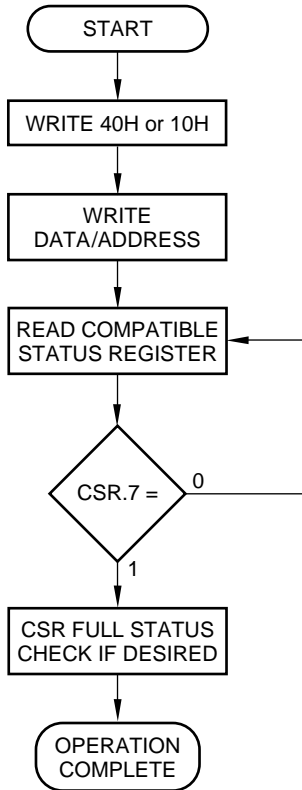 START
WRITE 40H or 10H
WRITE
DATA/ADDRESS
READ COMPATIBLE
STATUS REGISTER
CSR.7 =
0
1
CSR FULL STATUS
CHECK IF DESIRED
OPERATION
COMPLETE